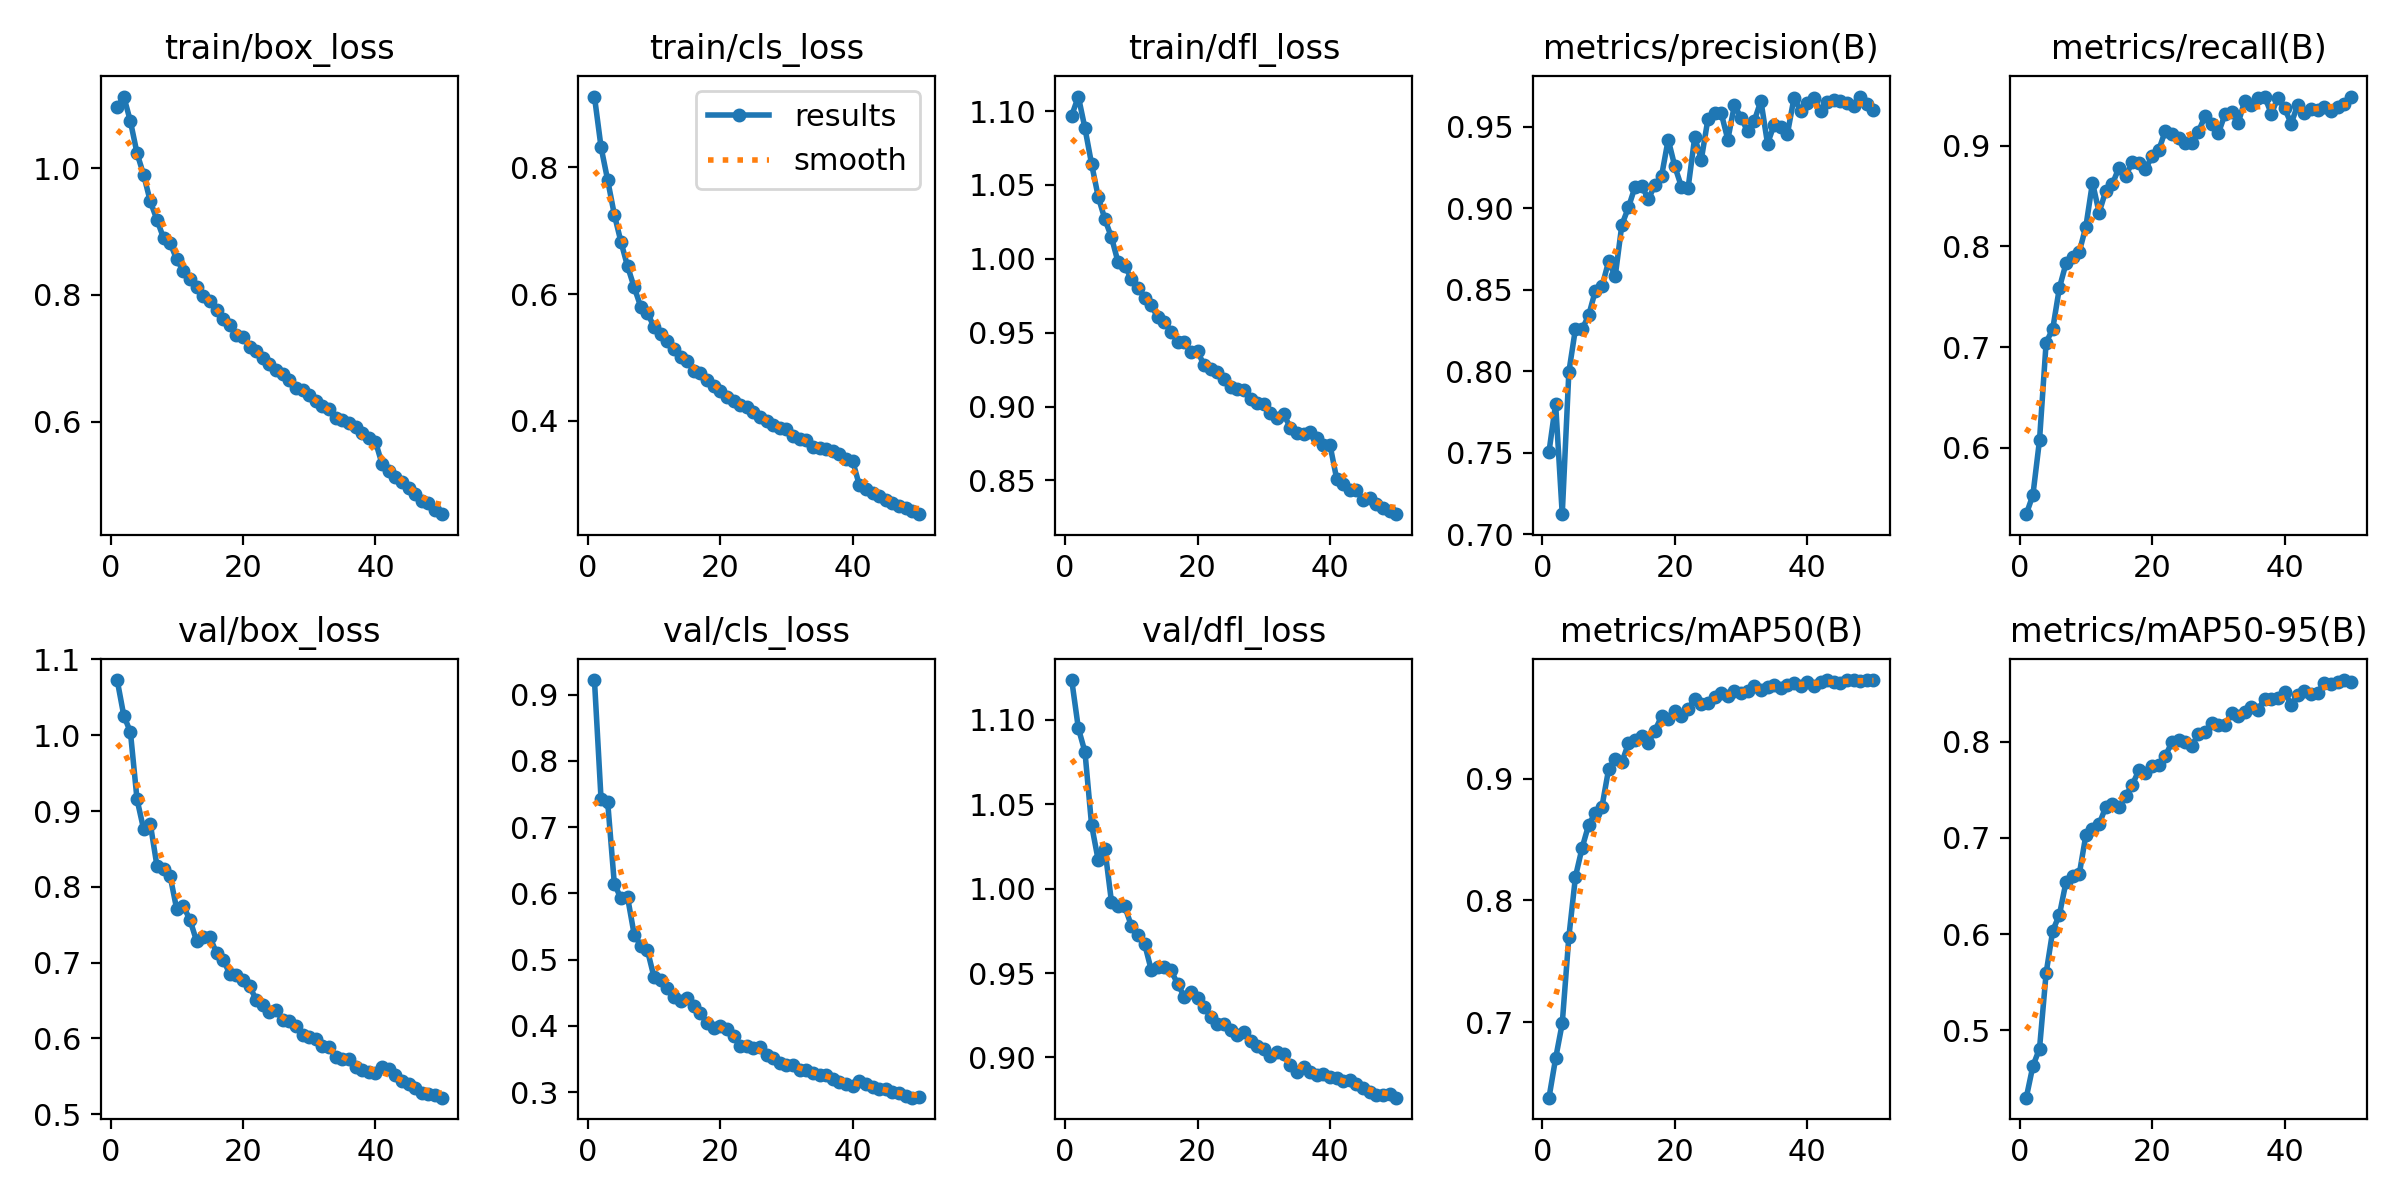 train/box_loss
1.0
0.8
0.6
0 20 40
train/cls_loss
results
smooth
0.8
0.6
0.4
0 20 40
train/dfl_loss
1.10
1.05
1.00
0.95
0.90
0.85
0 20 40
metrics/precision(B)
0.95
0.90
0.85
0.80
0.75
0.70
0 20 40
metrics/recall(B)
0.9
0.8
0.7
0.6
0 20 40
val/box_loss
1.1
1.0
0.9
0.8
0.7
0.6
0.5
0 20 40
val/cls_loss
0.9
0.8
0.7
0.6
0.5
0.4
0.3
0 20 40
val/dfl_loss
1.10
1.05
1.00
0.95
0.90
0 20 40
metrics/mAP50(B)
0.9
0.8
0.7
0 20 40
metrics/mAP50-95(B)
0.8
0.7
0.6
0.5
0 20 40